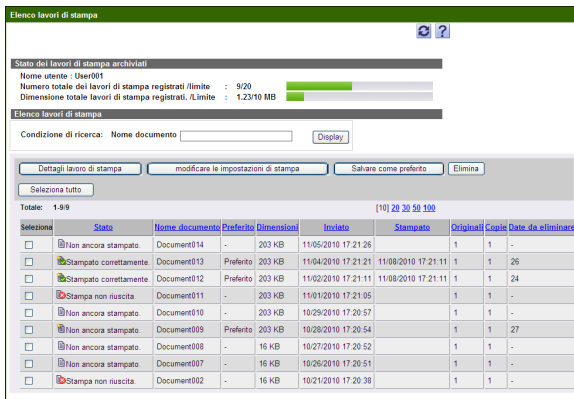 Elenco lavori di stampa
?
Stato dei lavori di stampa archiviati
Nome utente : User001
Numero totale dei lavori di stampa registrati /limite : 9/20
Dimensione totale lavori di stampa registrati. /Limite : 1.23/10 MB
Elenco lavori di stampa
Condizione di ricerca: Nome documento Display
Dettagli lavoro di stampa modificare le impostazioni di stampa Salvare come preferito Elimina
Seleziona tutto
Totale: 1-9/9 [10] 20 30 50 100
Seleziona Stato Nome documento Preferito Dimensioni Inviato Stampato Originali Copie Date da eliminare
Non ancora stampato. Document014 - 203 KB 11/05/2010 17:21:26 1 1 -
Stampato correttamente. Document013 Preferito 203 KB 11/04/2010 17:21:21 11/08/2010 17:21:11 1 1 26
Stampato correttamente. Document012 Preferito 203 KB 11/02/2010 17:21:11 11/08/2010 17:21:11 1 1 24
Stampa non riuscita. Document011 - 203 KB 11/01/2010 17:21:05 1 1 -
Non ancora stampato. Document010 - 203 KB 10/29/2010 17:20:57 1 1 -
Non ancora stampato. Document009 Preferito 203 KB 10/28/2010 17:20:54 1 1 27
Non ancora stampato. Document008 - 16 KB 10/27/2010 17:20:52 1 1 -
Non ancora stampato. Document007 - 16 KB 10/26/2010 17:20:51 1 1 -
Stampa non riuscita. Document002 - 16 KB 10/21/2010 17:20:38 1 1 -